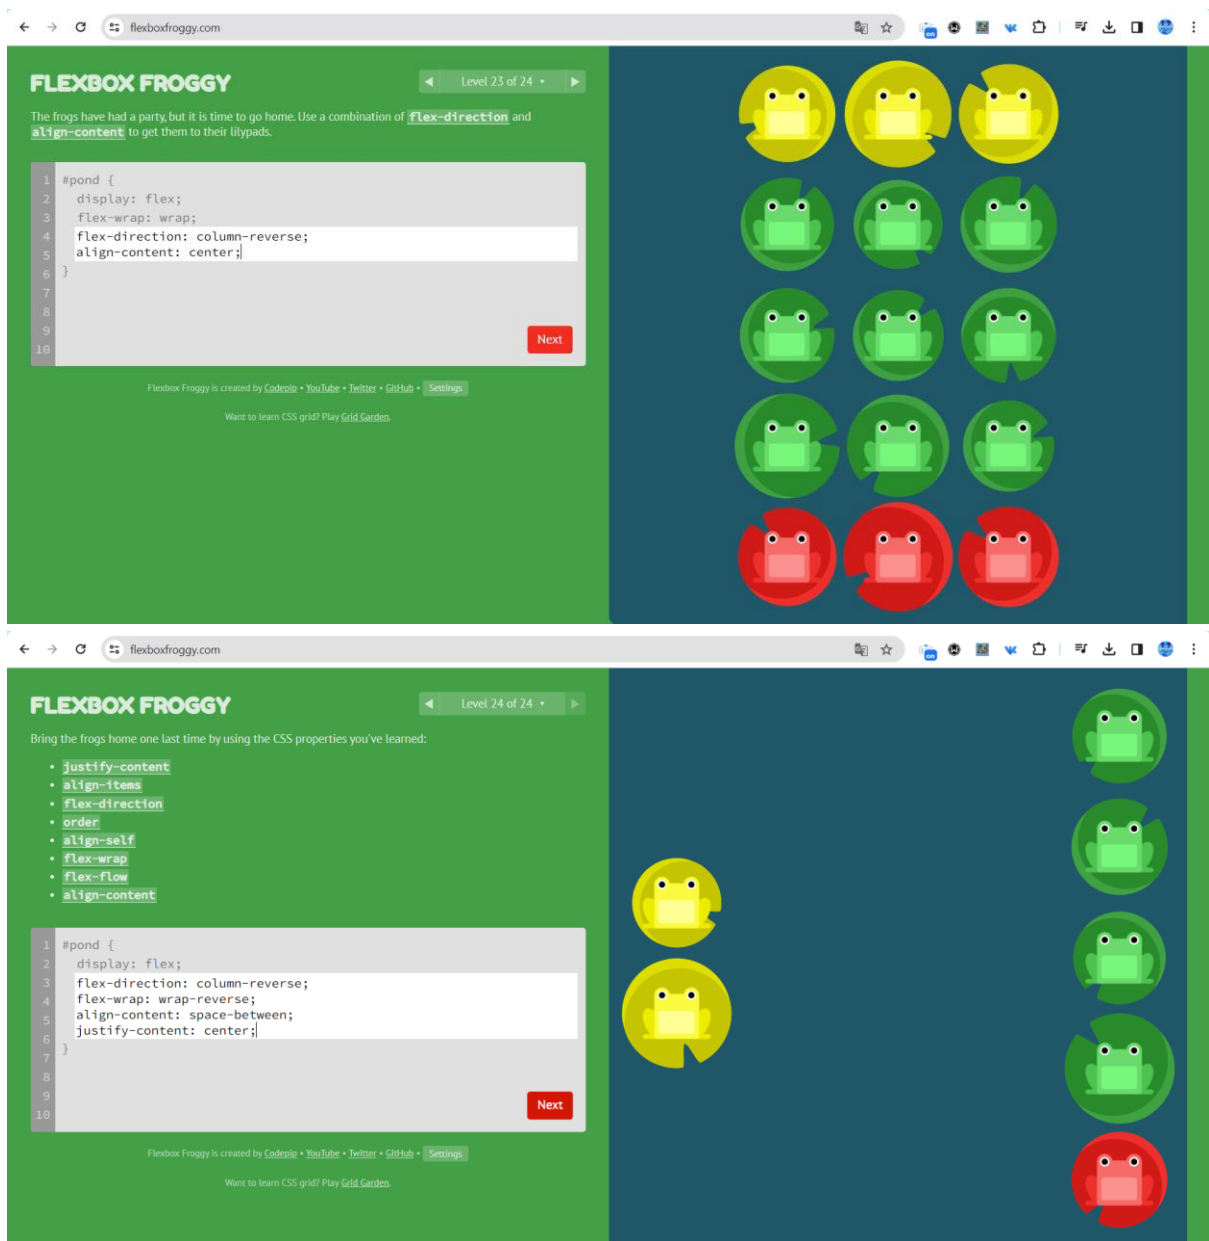 flexboxfroggy.com
on
FLEXBOX FROGGY
Level 23 of 24
The frogs have had a party, but it is time to go home. Use a combination of flex-direction and
align-content to get them to their lilypads.
1 #pond {
2 display: flex;
3 flex-wrap: wrap;
4 flex-direction: column-reverse;
5 align-content: center;
6 }
7
8
9
10
Next
Flexbox Froggy is created by Codepip • YouTube • Twitter • GitHub • Settings
Want to learn CSS grid? Play Grid Garden.
flexboxfroggy.com
on
FLEXBOX FROGGY
Level 24 of 24
Bring the frogs home one last time by using the CSS properties you've learned:
• justify-content
• align-items
• flex-direction
• order
• align-self
• flex-wrap
• flex-flow
• align-content
1 #pond {
2 display: flex;
3 flex-direction: column-reverse;
4 flex-wrap: wrap-reverse;
5 align-content: space-between;
6 justify-content: center;
7 }
8
9
10
Next
Flexbox Froggy is created by Codepip • YouTube • Twitter • GitHub • Settings
Want to learn CSS grid? Play Grid Garden.